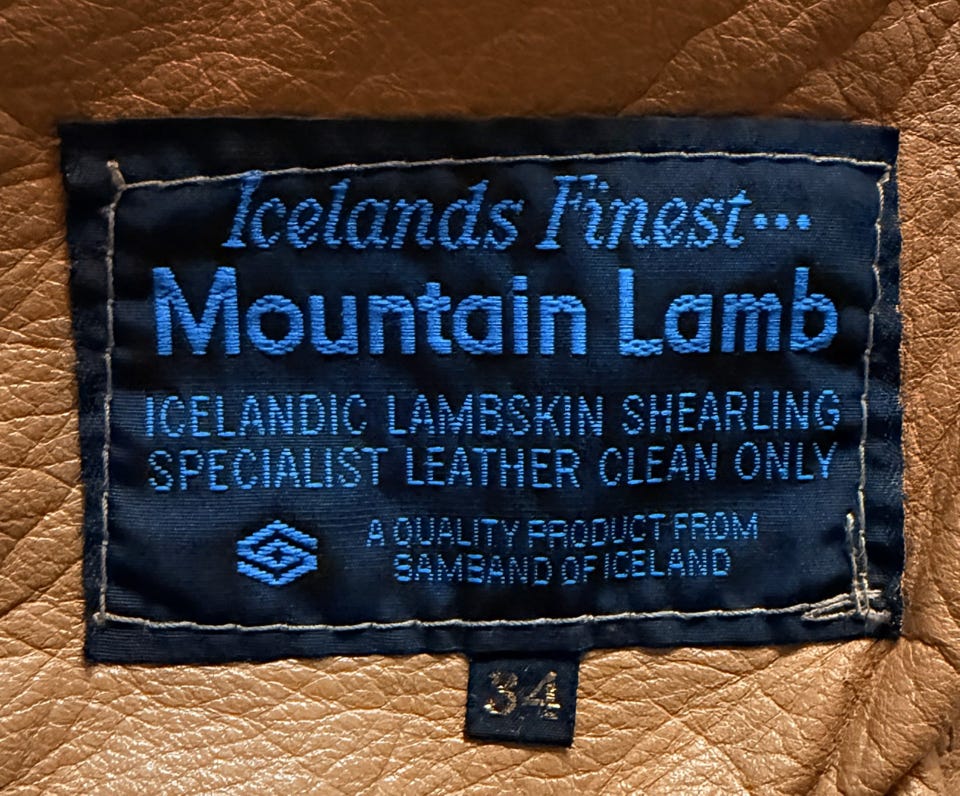 Icelands Finest...
Mountain Lamb
ICELANDIC LAMBSKIN SHEARLING
SPECIALIST LEATHER CLEAN ONLY
A QUALITY PRODUCT FROM
SAMBAND OF ICELAND
34